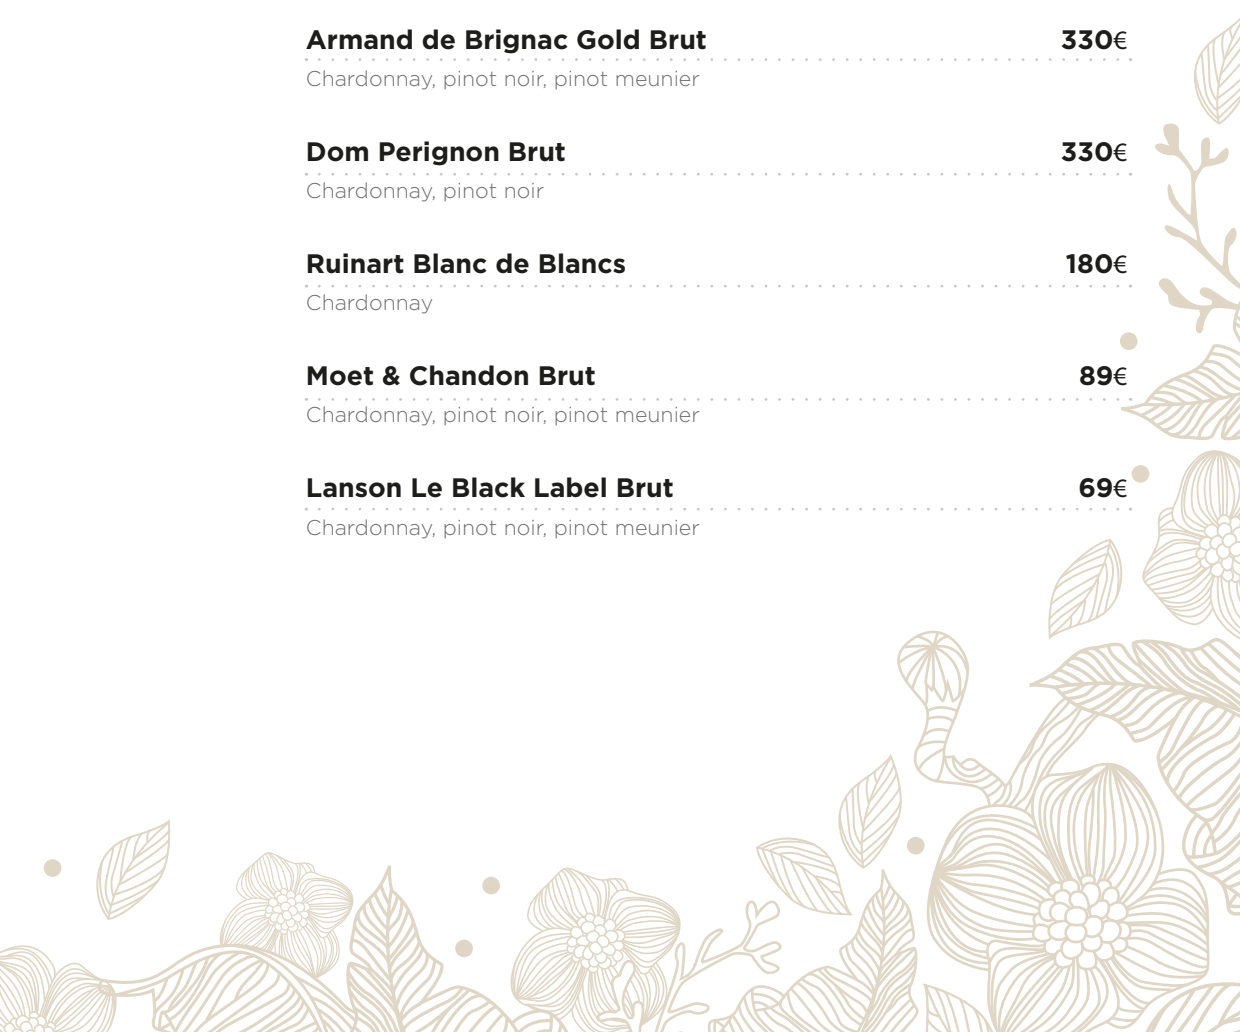 Armand de Brignac Gold Brut 330€
Chardonnay, pinot noir, pinot meunier
Dom Perignon Brut 330€
Chardonnay, pinot noir
Ruinart Blanc de Blancs 180€
Chardonnay
Moet & Chandon Brut 89€
Chardonnay, pinot noir, pinot meunier
Lanson Le Black Label Brut 69€
Chardonnay, pinot noir, pinot meunier